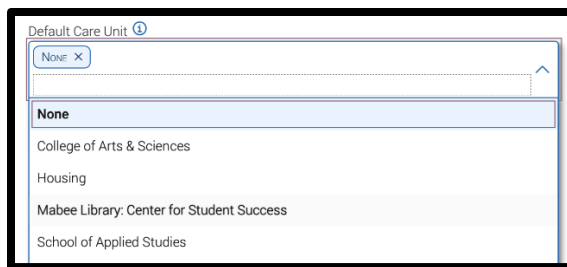 Default Care Unit
None ×
None
College of Arts & Sciences
Housing
Mabee Library: Center for Student Success
School of Applied Studies